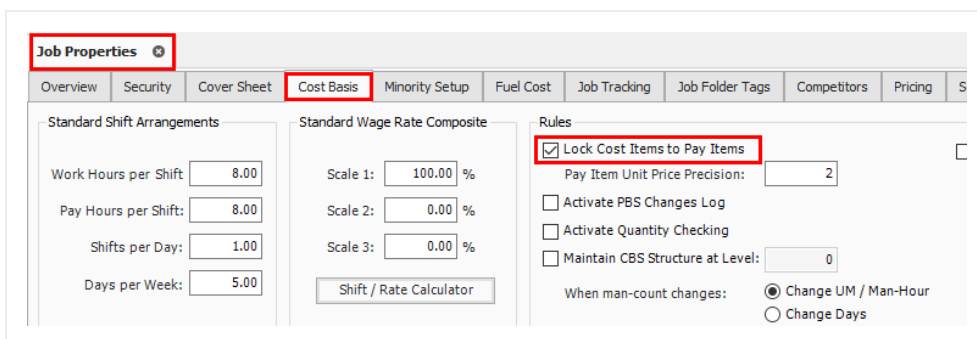 Job Properties
Overview Security Cover Sheet Cost Basis Minority Setup Fuel Cost Job Tracking Job Folder Tags Competitors Pricing S
Standard Shift Arrangements Standard Wage Rate Composite Rules
Lock Cost Items to Pay Items
Work Hours per Shift 8.00 Scale 1: 100.00 % Pay Item Unit Price Precision: 2
Pay Hours per Shift: 8.00 Scale 2: 0.00 % Activate PBS Changes Log
Activate Quantity Checking
Shifts per Day: 1.00 Scale 3: 0.00 %
Maintain CBS Structure at Level: 0
Days per Week: 5.00 Shift / Rate Calculator When man-count changes: Change UM / Man-Hour
Change Days